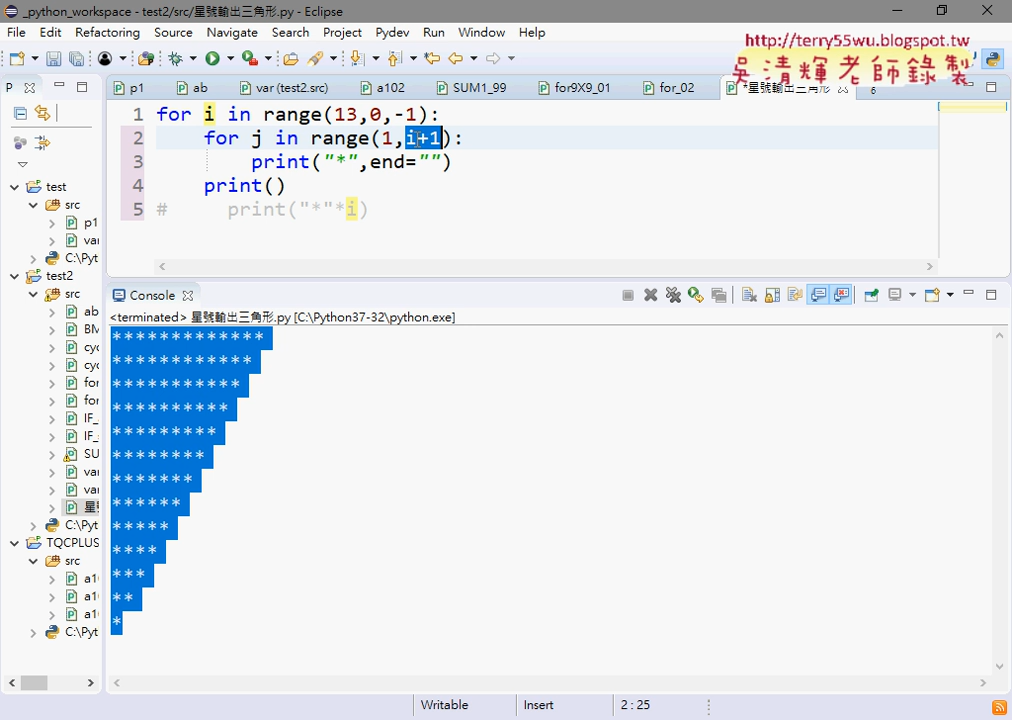 _python_workspace - test2/src/星號輸出三角形.py - Eclipse
File Edit Refactoring Source Navigate Search Project Pydev Run Window Help
http://terry55wu.blogspot.tw
吳清輝老師錄製
P
p1 ab var (test2.src) a102 SUM1_99 for9X9_01 for_02 *星號輸出三角形 6
1 for i in range(13,0,-1):
2 for j in range(1,i+1):
3 print("*",end="")
4 print()
5 # print("*"*i)
test
src
p1
va
C:\Pyt
test2
src
ab
BM
cyc
cyc
for
for
IF_
IF_
SU
va
va
星號
C:\Pyt
TQCPLUS
src
a1
a1
a1
C:\Pyt
Console
<terminated> 星號輸出三角形.py [C:\Python37-32\python.exe]
*************
************
***********
**********
*********
********
*******
******
*****
****
***
**
*
Writable Insert 2 : 25